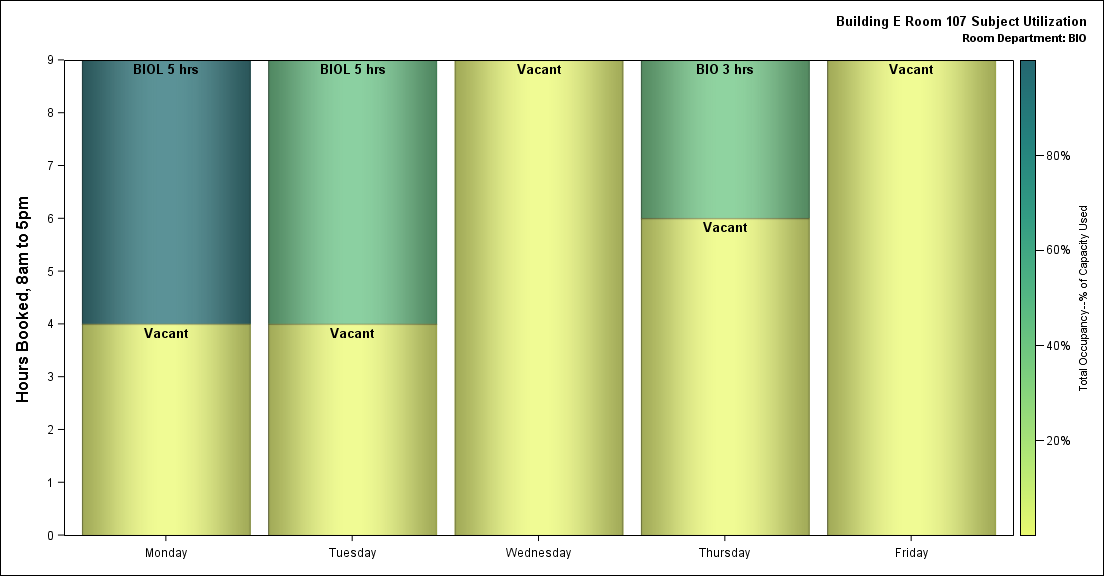 Building E Room 107 Subject Utilization
Room Department: BIO
Hours Booked, 8am to 5pm
9
8
7
6
5
4
3
2
1
0
BIOL 5 hrs
Vacant
BIOL 5 hrs
Vacant
Vacant
BIO 3 hrs
Vacant
Vacant
Monday
Tuesday
Wednesday
Thursday
Friday
80%
60%
40%
20%
Total Occupancy--% of Capacity Used